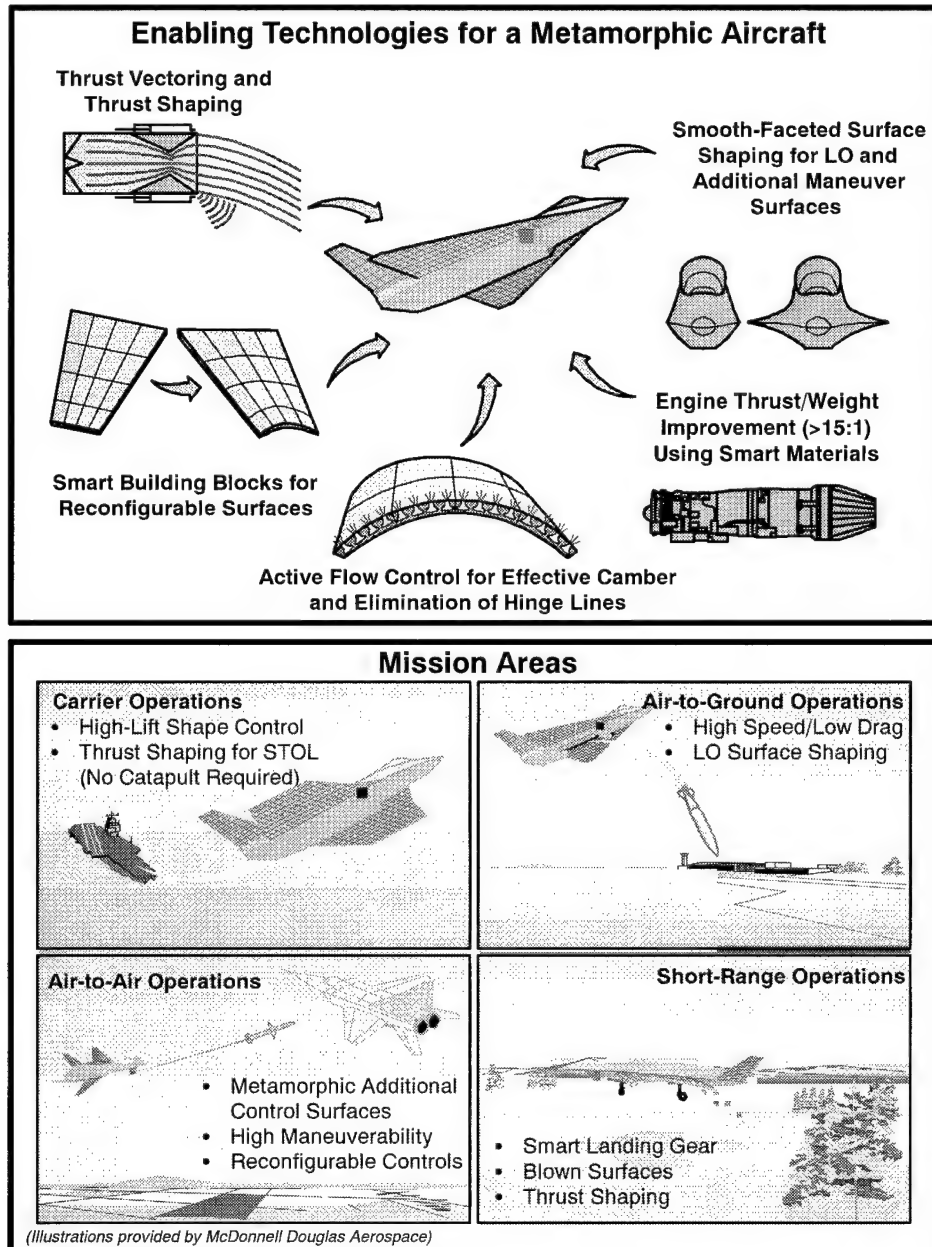 Enabling Technologies for a Metamorphic Aircraft
Thrust Vectoring and
Thrust Shaping
Smooth-Faceted Surface
Shaping for LO and
Additional Maneuver
Surfaces
Smart Building Blocks for
Reconfigurable Surfaces
Engine Thrust/Weight
Improvement (>15:1)
Using Smart Materials
Active Flow Control for Effective Camber
and Elimination of Hinge Lines
Mission Areas
Carrier Operations
• High-Lift Shape Control
• Thrust Shaping for STOL
(No Catapult Required)
Air-to-Ground Operations
• High Speed/Low Drag
• LO Surface Shaping
Air-to-Air Operations
• Metamorphic Additional
Control Surfaces
• High Maneuverability
• Reconfigurable Controls
Short-Range Operations
• Smart Landing Gear
• Blown Surfaces
• Thrust Shaping
(Illustrations provided by McDonnell Douglas Aerospace)